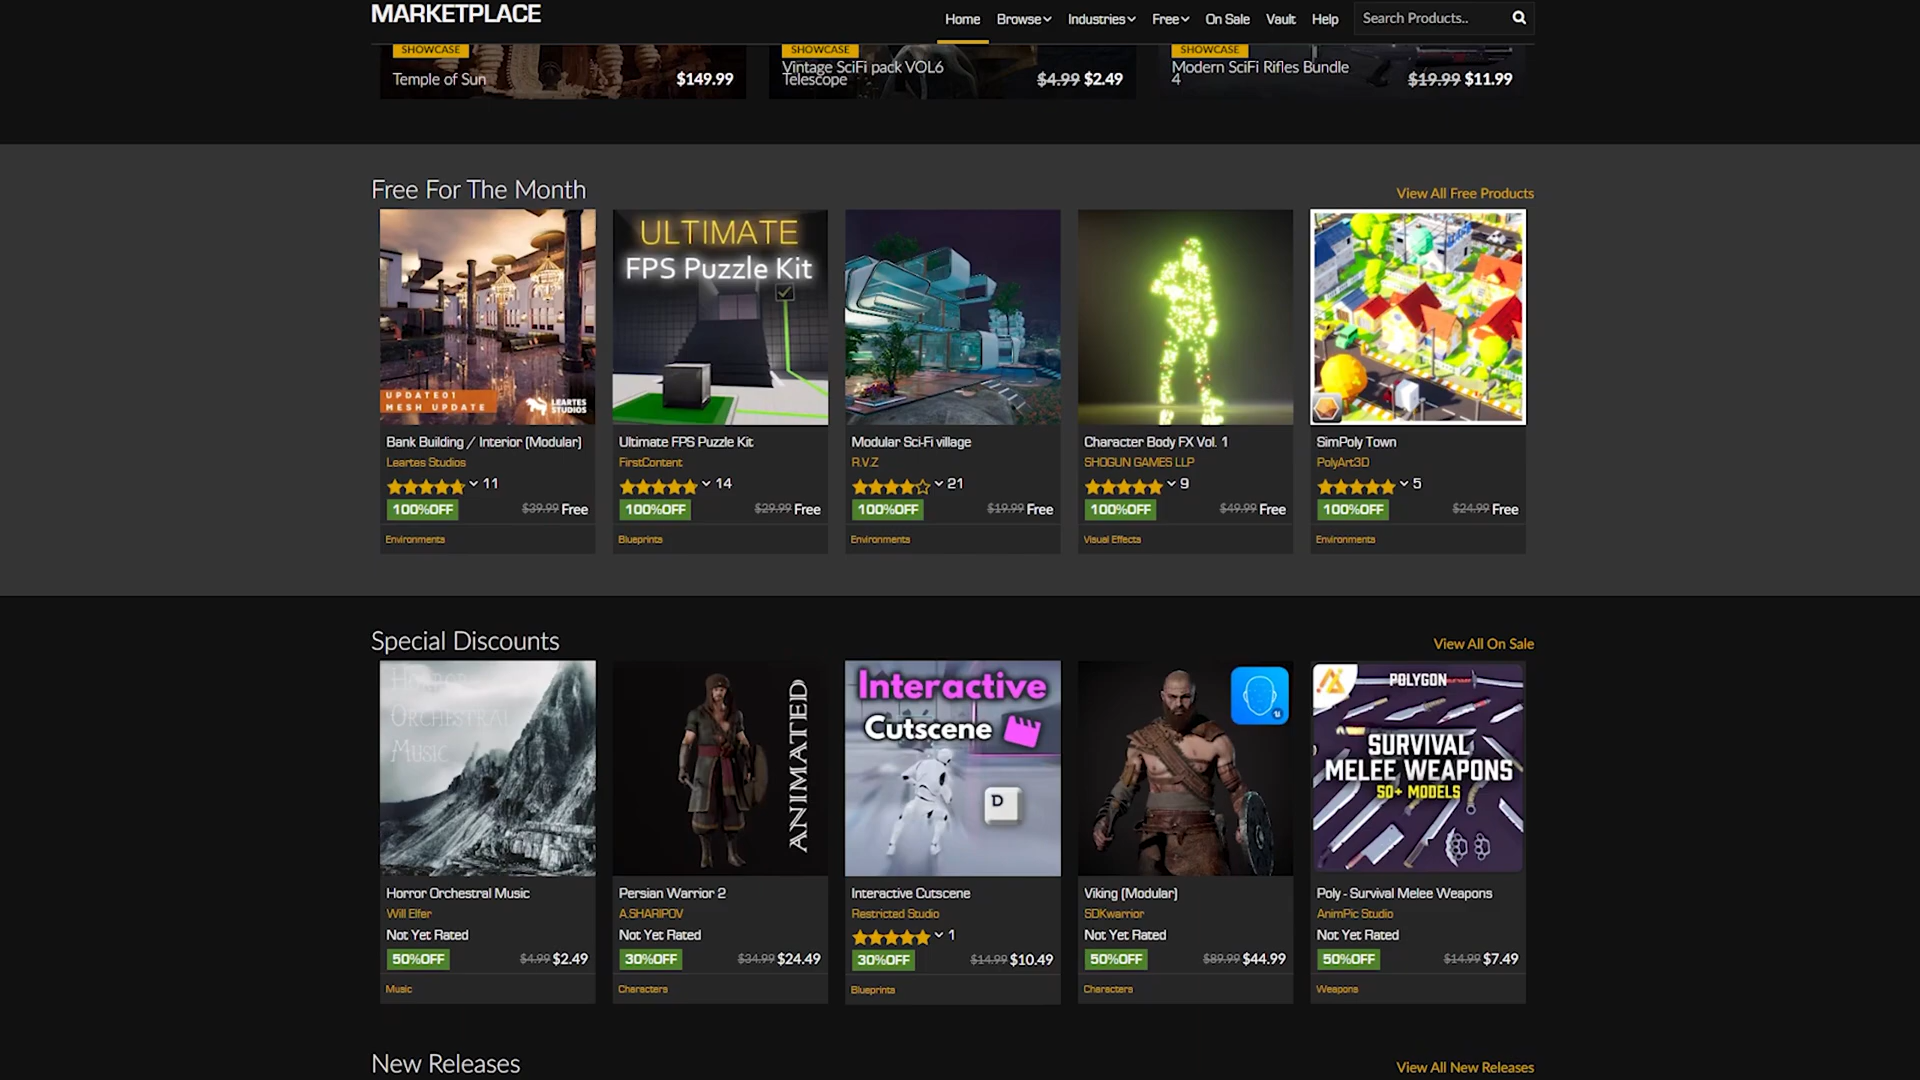 MARKETPLACE
Home Browse Industries Free On Sale Vault Help Search Products..
SHOWCASE
Temple of Sun
$149.99
SHOWCASE
Vintage SciFi pack VOL6
Telescope
$4.99 $2.49
SHOWCASE
Modern SciFi Rifles Bundle
4
$19.99 $11.99
Free For The Month
View All Free Products
UPDATE01
MESH UPDATE
LEARTES
STUDIOS
Bank Building / Interior (Modular)
Leartes Studios
11
100%OFF
$39.99 Free
Environments
ULTIMATE
FPS Puzzle Kit
Ultimate FPS Puzzle Kit
FirstContent
14
100%OFF
$29.99 Free
Blueprints
Modular Sci-Fi village
R.V.Z
21
100%OFF
$19.99 Free
Environments
Character Body FX Vol. 1
SHOGUN GAMES LLP
9
100%OFF
$49.99 Free
Visual Effects
SimPoly Town
PolyArt3D
5
100%OFF
$24.99 Free
Environments
Special Discounts
View All On Sale
Horror
Orchestral
Music
Horror Orchestral Music
Will Elfer
Not Yet Rated
50%OFF
$4.99 $2.49
Music
ANIMATED
Persian Warrior 2
A.SHARIPOV
Not Yet Rated
30%OFF
$34.99 $24.49
Characters
Interactive
Cutscene
D
Interactive Cutscene
Restricted Studio
1
30%OFF
$14.99 $10.49
Blueprints
Viking (Modular)
SDKwarrior
Not Yet Rated
50%OFF
$89.99 $44.99
Characters
POLYGON
SURVIVAL
MELEE WEAPONS
50+ MODELS
Poly - Survival Melee Weapons
AnimPic Studio
Not Yet Rated
50%OFF
$14.99 $7.49
Weapons
New Releases
View All New Releases